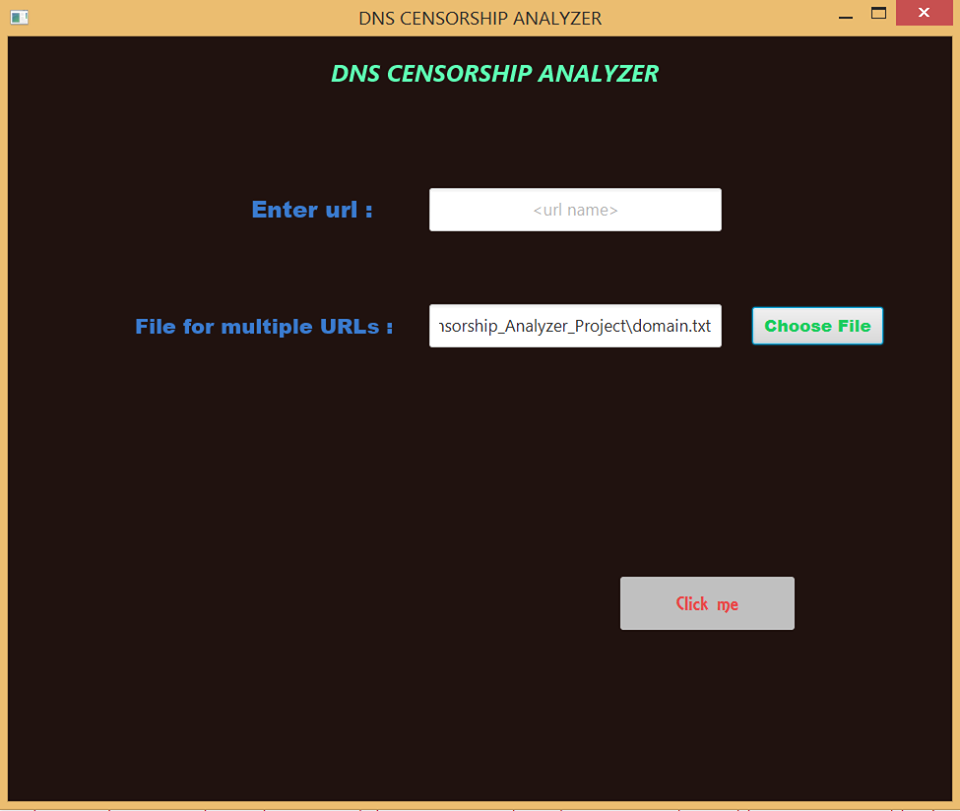 DNS CENSORSHIP ANALYZER
DNS CENSORSHIP ANALYZER
Enter url :
<url name>
File for multiple URLs :
nsorship_Analyzer_Project\domain.txt
Choose File
Click me